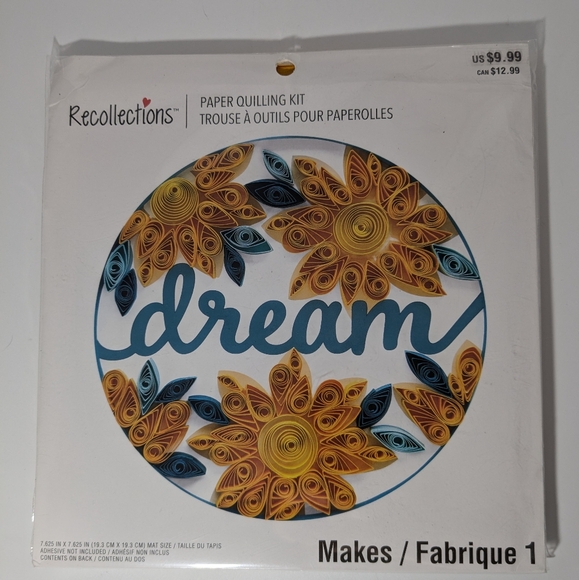 US $9.99
CAN $12.99
Recollections™
PAPER QUILLING KIT
TROUSE À OUTILS POUR PAPEROLLES
dream
7.625 IN X 7.625 IN (19.3 CM X 19.3 CM) MAT SIZE / TAILLE DU TAPIS
ADHESIVE NOT INCLUDED / ADHÉSIF NON INCLUS
CONTENTS ON BACK / CONTENU AU DOS
Makes / Fabrique 1